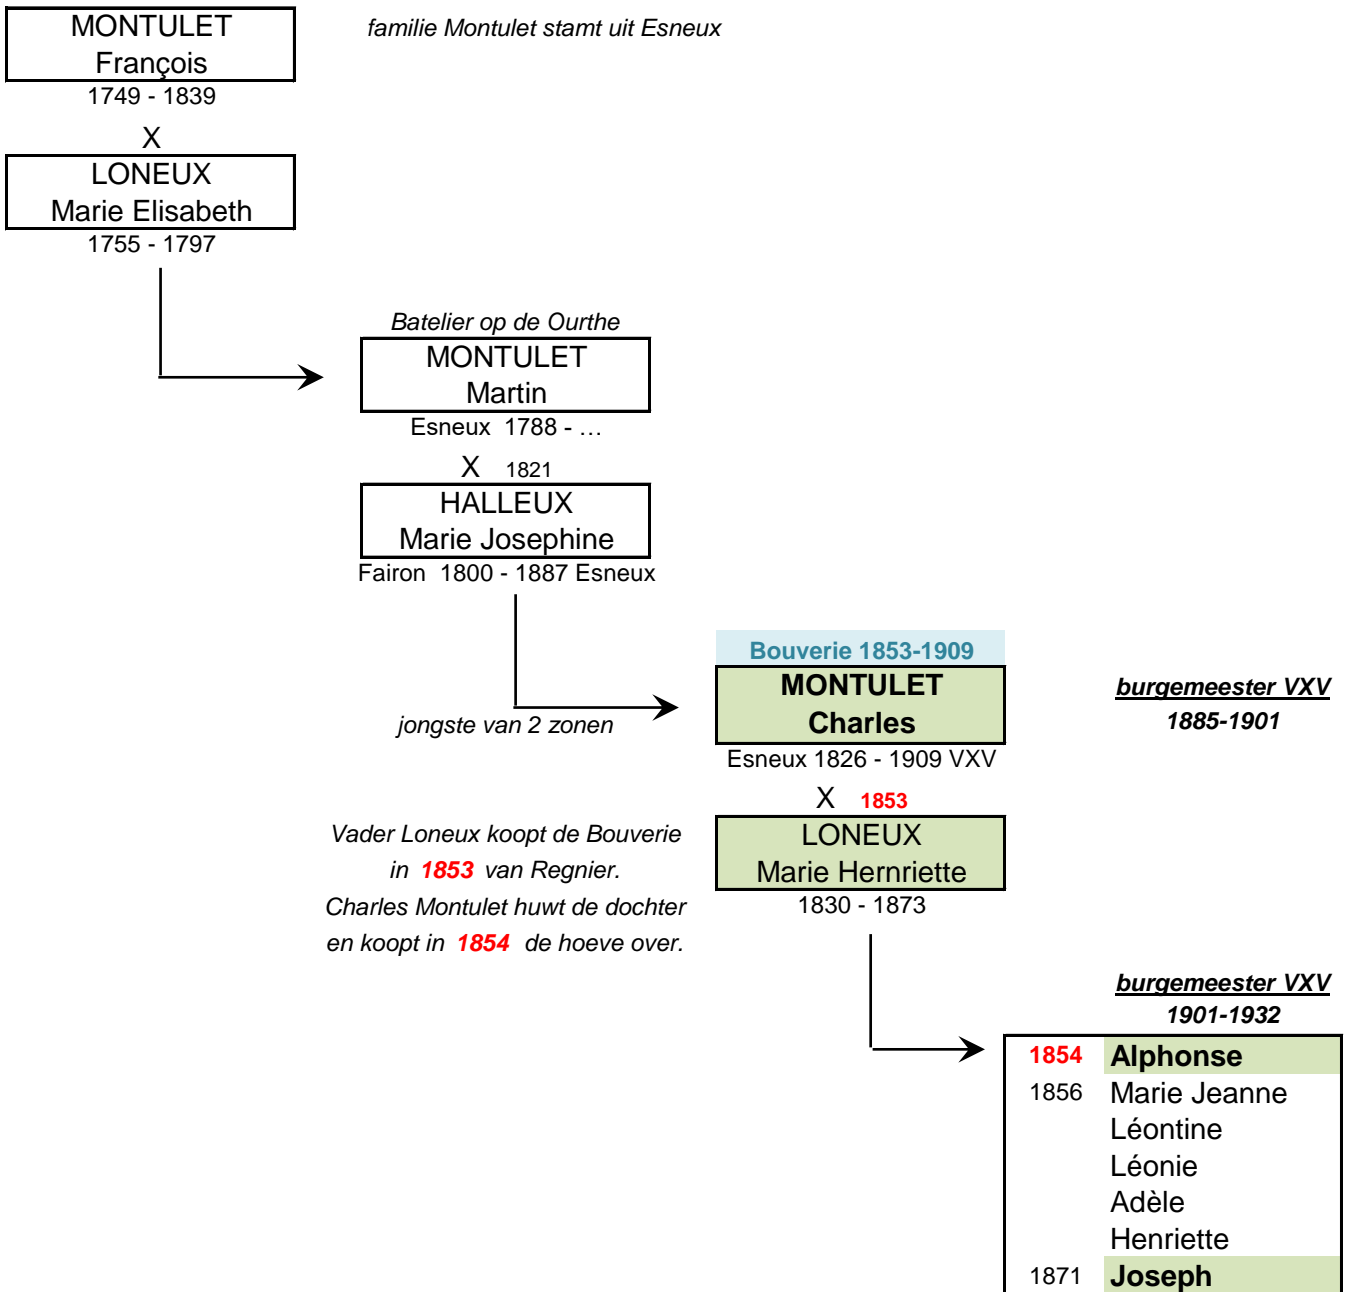 MONTULET
François
1749 - 1839
familie Montulet stamt uit Esneux
X
LONEUX
Marie Elisabeth
1755 - 1797
Batelier op de Ourthe
MONTULET
Martin
Esneux 1788 - …
X 1821
HALLEUX
Marie Josephine
Fairon 1800 - 1887 Esneux
jongste van 2 zonen
Bouverie 1853-1909
MONTULET
Charles
Esneux 1826 - 1909 VXV
burgemeester VXV
1885-1901
X 1853
LONEUX
Marie Hernriette
1830 - 1873
Vader Loneux koopt de Bouverie
in 1853 van Regnier.
Charles Montulet huwt de dochter
en koopt in 1854 de hoeve over.
burgemeester VXV
1901-1932
1854 Alphonse
1856 Marie Jeanne
Léontine
Léonie
Adèle
Henriette
1871 Joseph